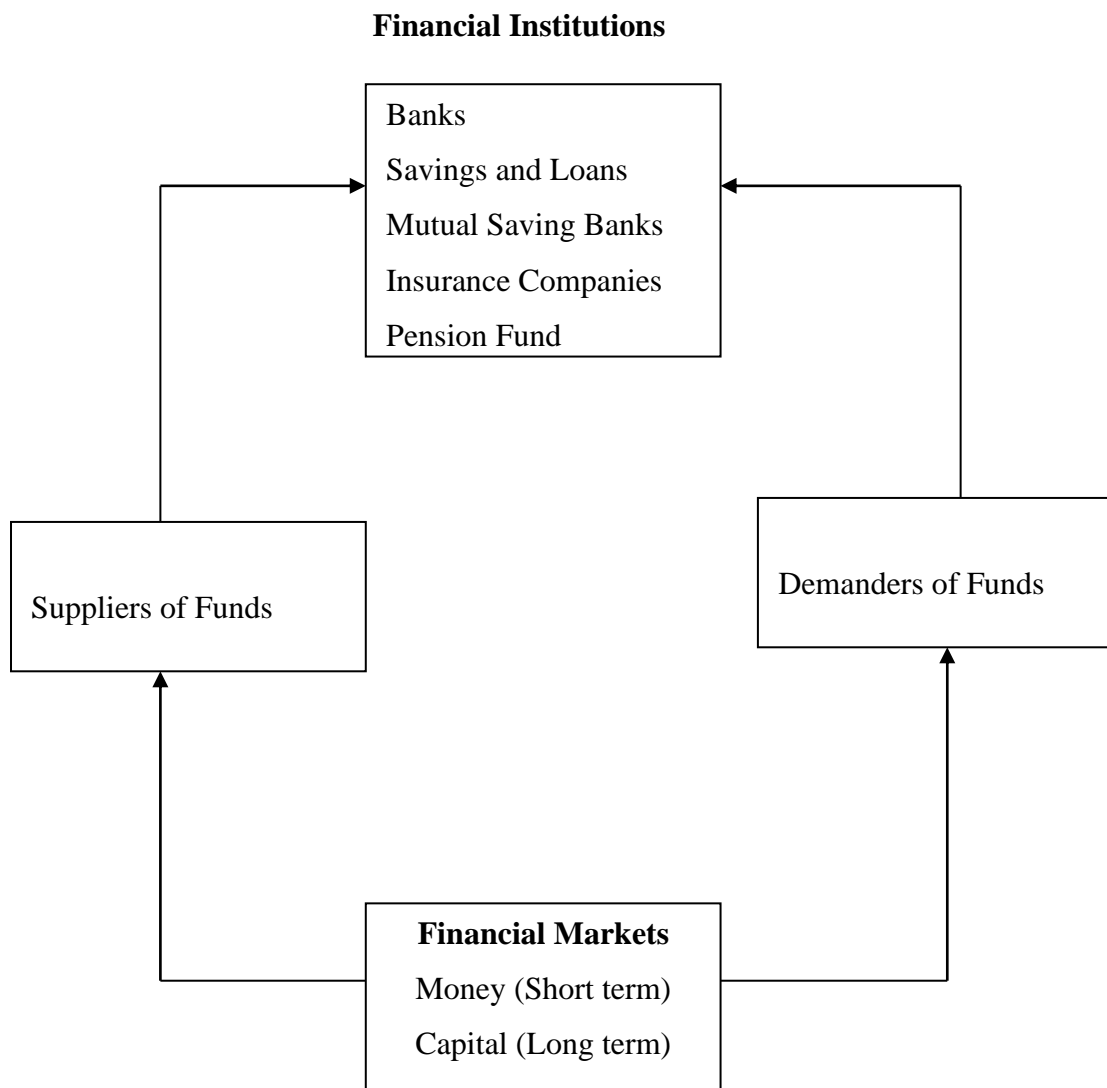 Financial Institutions
Banks
Savings and Loans
Mutual Saving Banks
Insurance Companies
Pension Fund
Suppliers of Funds
Demanders of Funds
Financial Markets
Money (Short term)
Capital (Long term)